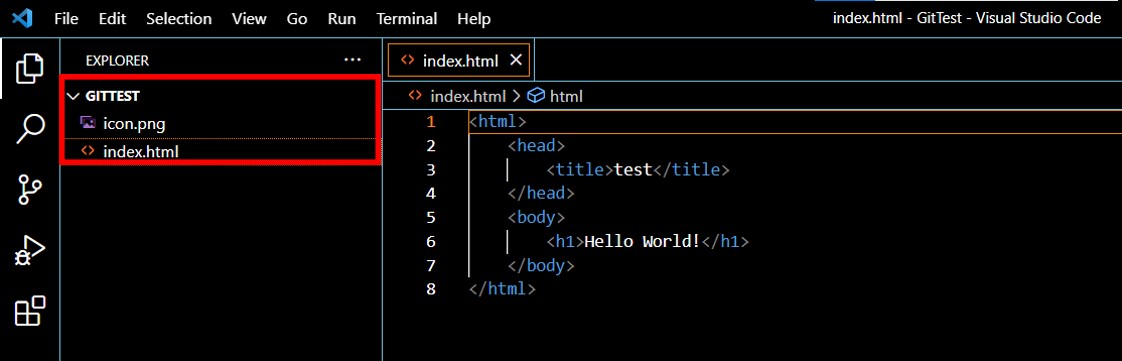 File Edit Selection View Go Run Terminal Help index.html - GitTest - Visual Studio Code
EXPLORER ···
GITTEST
icon.png
index.html
index.html
index.html > html
1 <html>
2 <head>
3 <title>test</title>
4 </head>
5 <body>
6 <h1>Hello World!</h1>
7 </body>
8 </html>